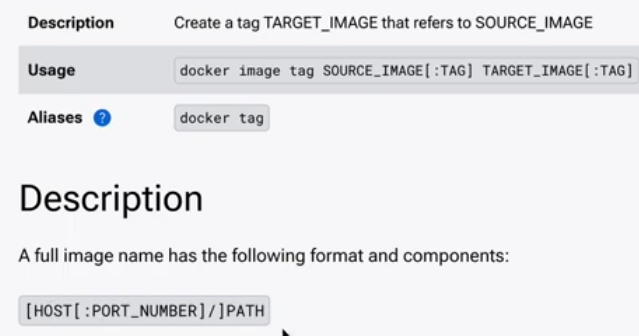 Description Create a tag TARGET_IMAGE that refers to SOURCE_IMAGE
Usage docker image tag SOURCE_IMAGE[:TAG] TARGET_IMAGE[:TAG]
Aliases ? docker tag
Description
A full image name has the following format and components:
[HOST[:PORT_NUMBER]/]PATH